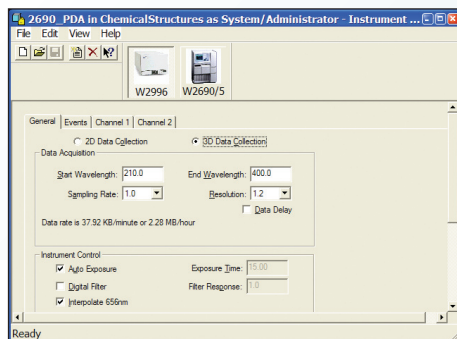 2690_PDA in ChemicalStructures as System/Administrator - Instrument ...
File Edit View Help
W2996 W2690/5
General Events Channel 1 Channel 2
2D Data Collection 3D Data Collection
Data Acquisition
Start Wavelength: 210.0 End Wavelength: 400.0
Sampling Rate: 1.0 Resolution: 1.2
Data Delay
Data rate is 37.92 KB/minute or 2.28 MB/hour
Instrument Control
Auto Exposure Exposure Time: 15.00
Digital Filter Filter Response: 1.0
Interpolate 656nm
Ready